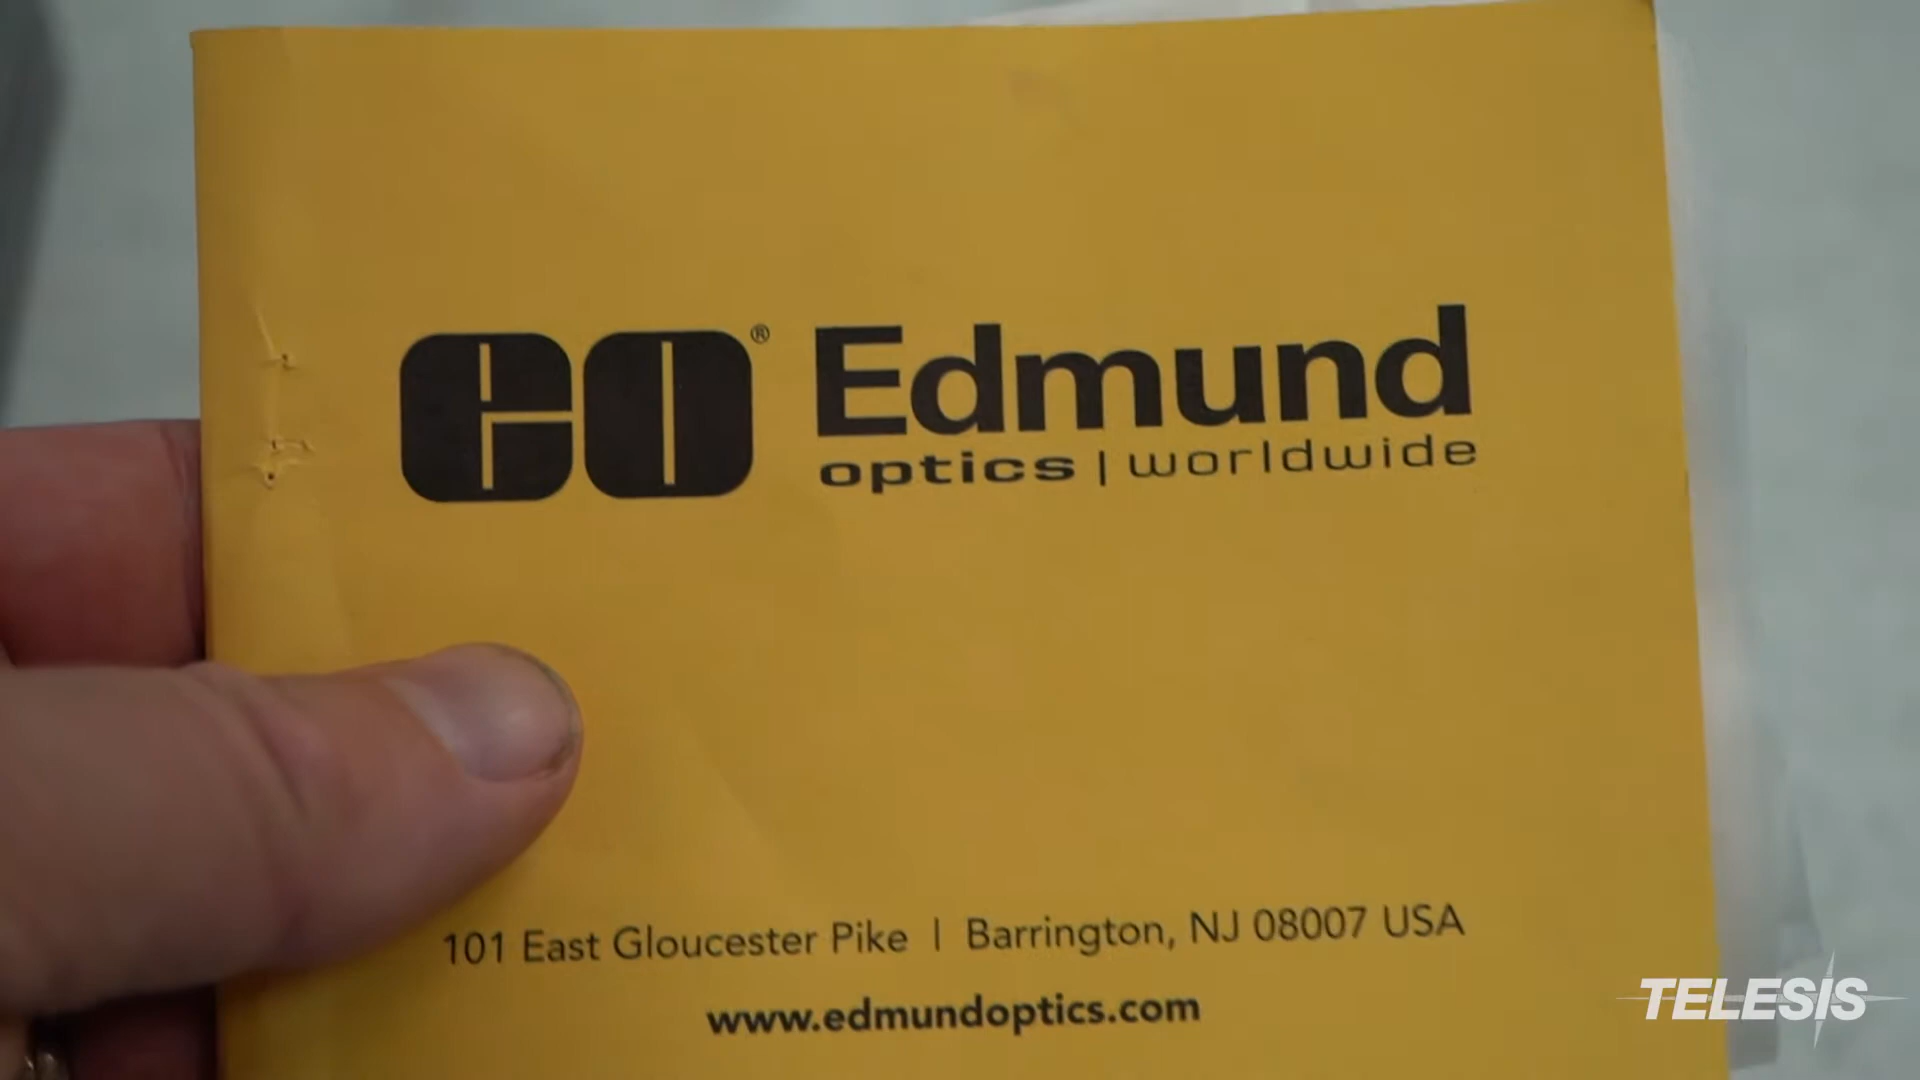 EO® Edmund
optics | worldwide
101 East Gloucester Pike | Barrington, NJ 08007 USA
www.edmundoptics.com
TELESIS